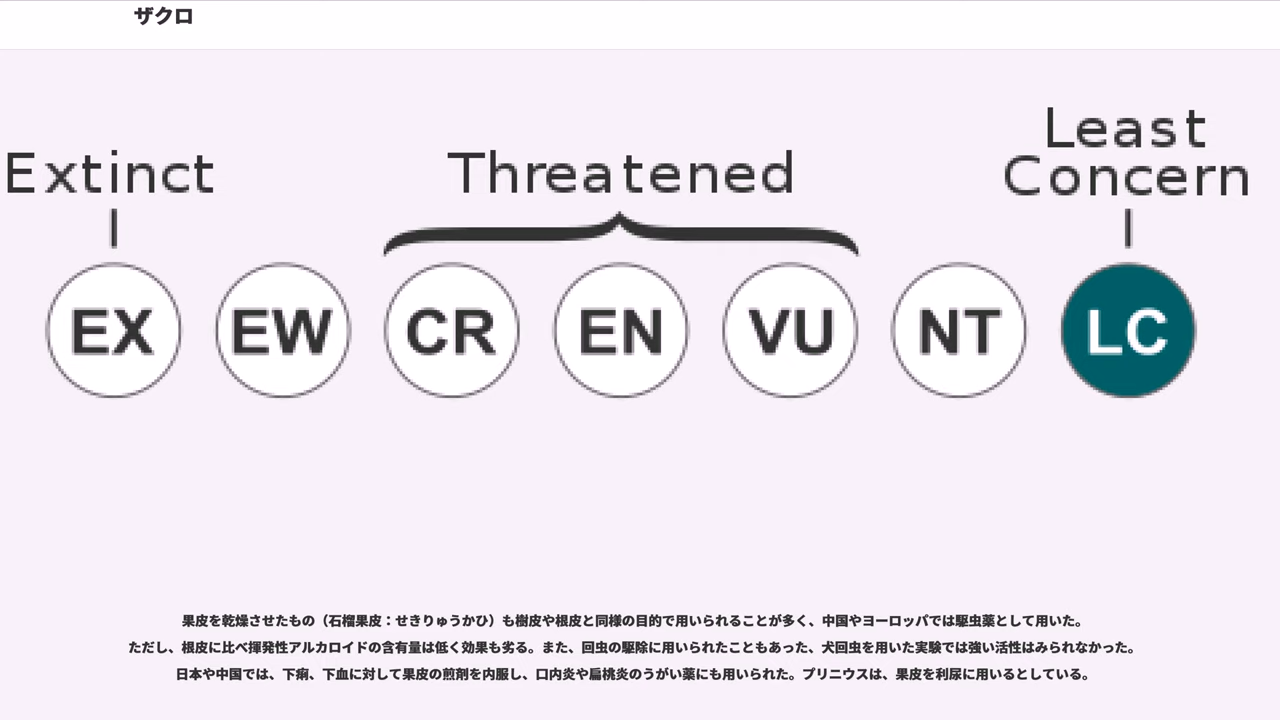 ザクロ
Extinct
Threatened
Least
Concern
EX EW CR EN VU NT LC
果皮を乾燥させたもの（石榴果皮：せきりゅうかひ）も樹皮や根皮と同様の目的で用いられることが多く、中国やヨーロッパでは駆虫薬として用いた。
ただし、根皮に比べ揮発性アルカロイドの含有量は低く効果も劣る。また、回虫の駆除に用いられたこともあった、犬回虫を用いた実験では強い活性はみられなかった。
日本や中国では、下痢、下血に対して果皮の煎剤を内服し、口内炎や扁桃炎のうがい薬にも用いられた。プリニウスは、果皮を利尿に用いるとしている。